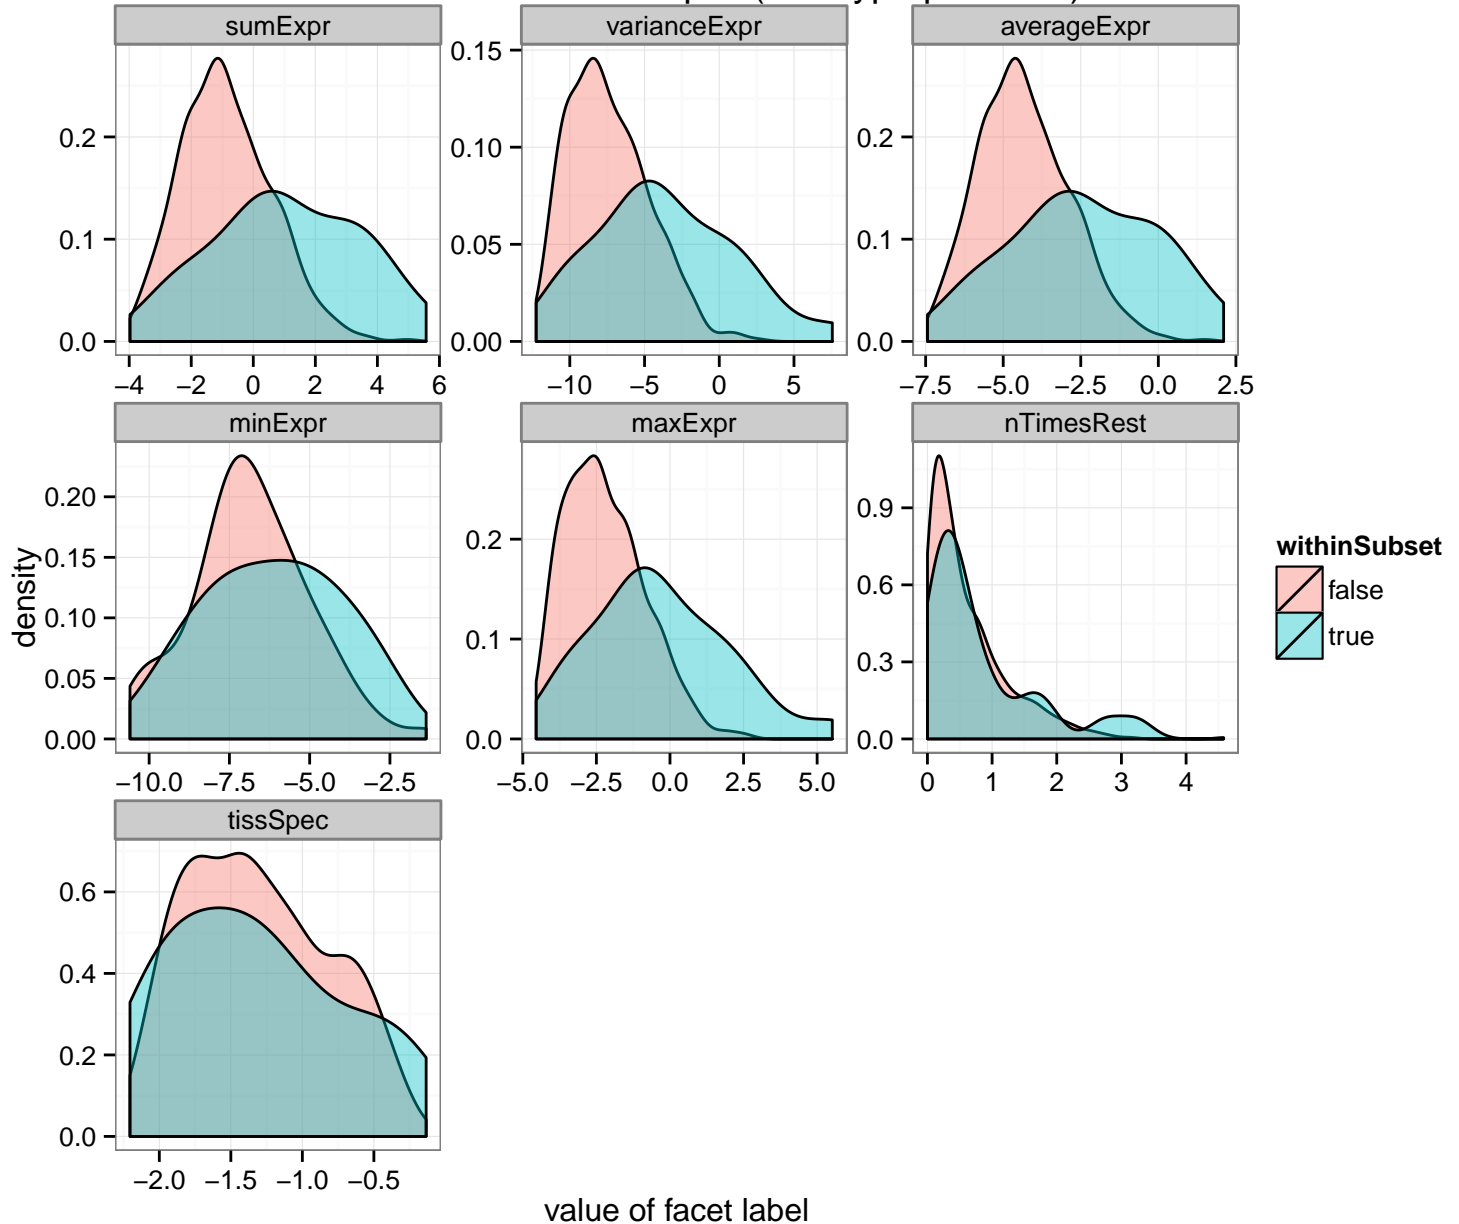 sumExpr
varianceExpr
averageExpr
0.2
0.1
0.0
−4 −2 0 2 4 6
0.15
0.10
0.05
0.00
−10 −5 0 5
0.2
0.1
0.0
−7.5 −5.0 −2.5 0.0 2.5
minExpr
maxExpr
nTimesRest
density
0.20
0.15
0.10
0.05
0.00
−10.0 −7.5 −5.0 −2.5
0.2
0.1
0.0
−5.0 −2.5 0.0 2.5 5.0
0.9
0.6
0.3
0.0
0 1 2 3 4
withinSubset
false
true
tissSpec
0.6
0.4
0.2
0.0
−2.0 −1.5 −1.0 −0.5
value of facet label